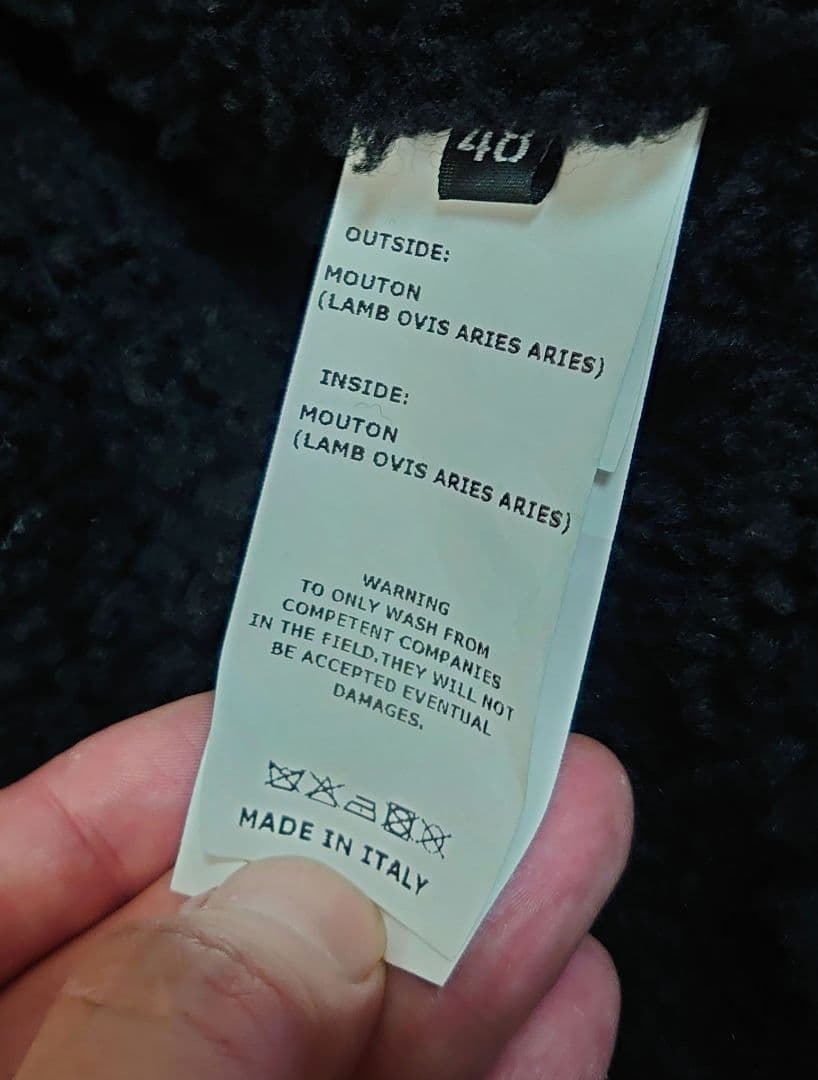 OUTSIDE:
MOUTON
(LAMB OVIS ARIES ARIES)
INSIDE:
MOUTON
(LAMB OVIS ARIES ARIES)
WARNING
TO ONLY WASH FROM
COMPETENT COMPANIES
IN THE FIELD.THEY WILL NOT
BE ACCEPTED EVENTUAL
DAMAGES.
MADE IN ITALY